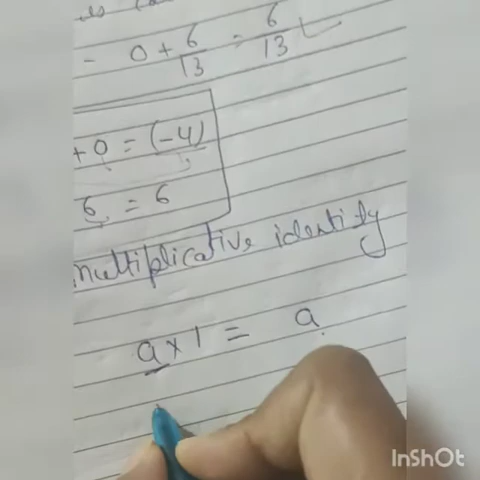 - 0 + 6/13 = 6/13
+ 0 = (-4)
6 = 6
multiplicative identity
a × 1 = a
InShOt